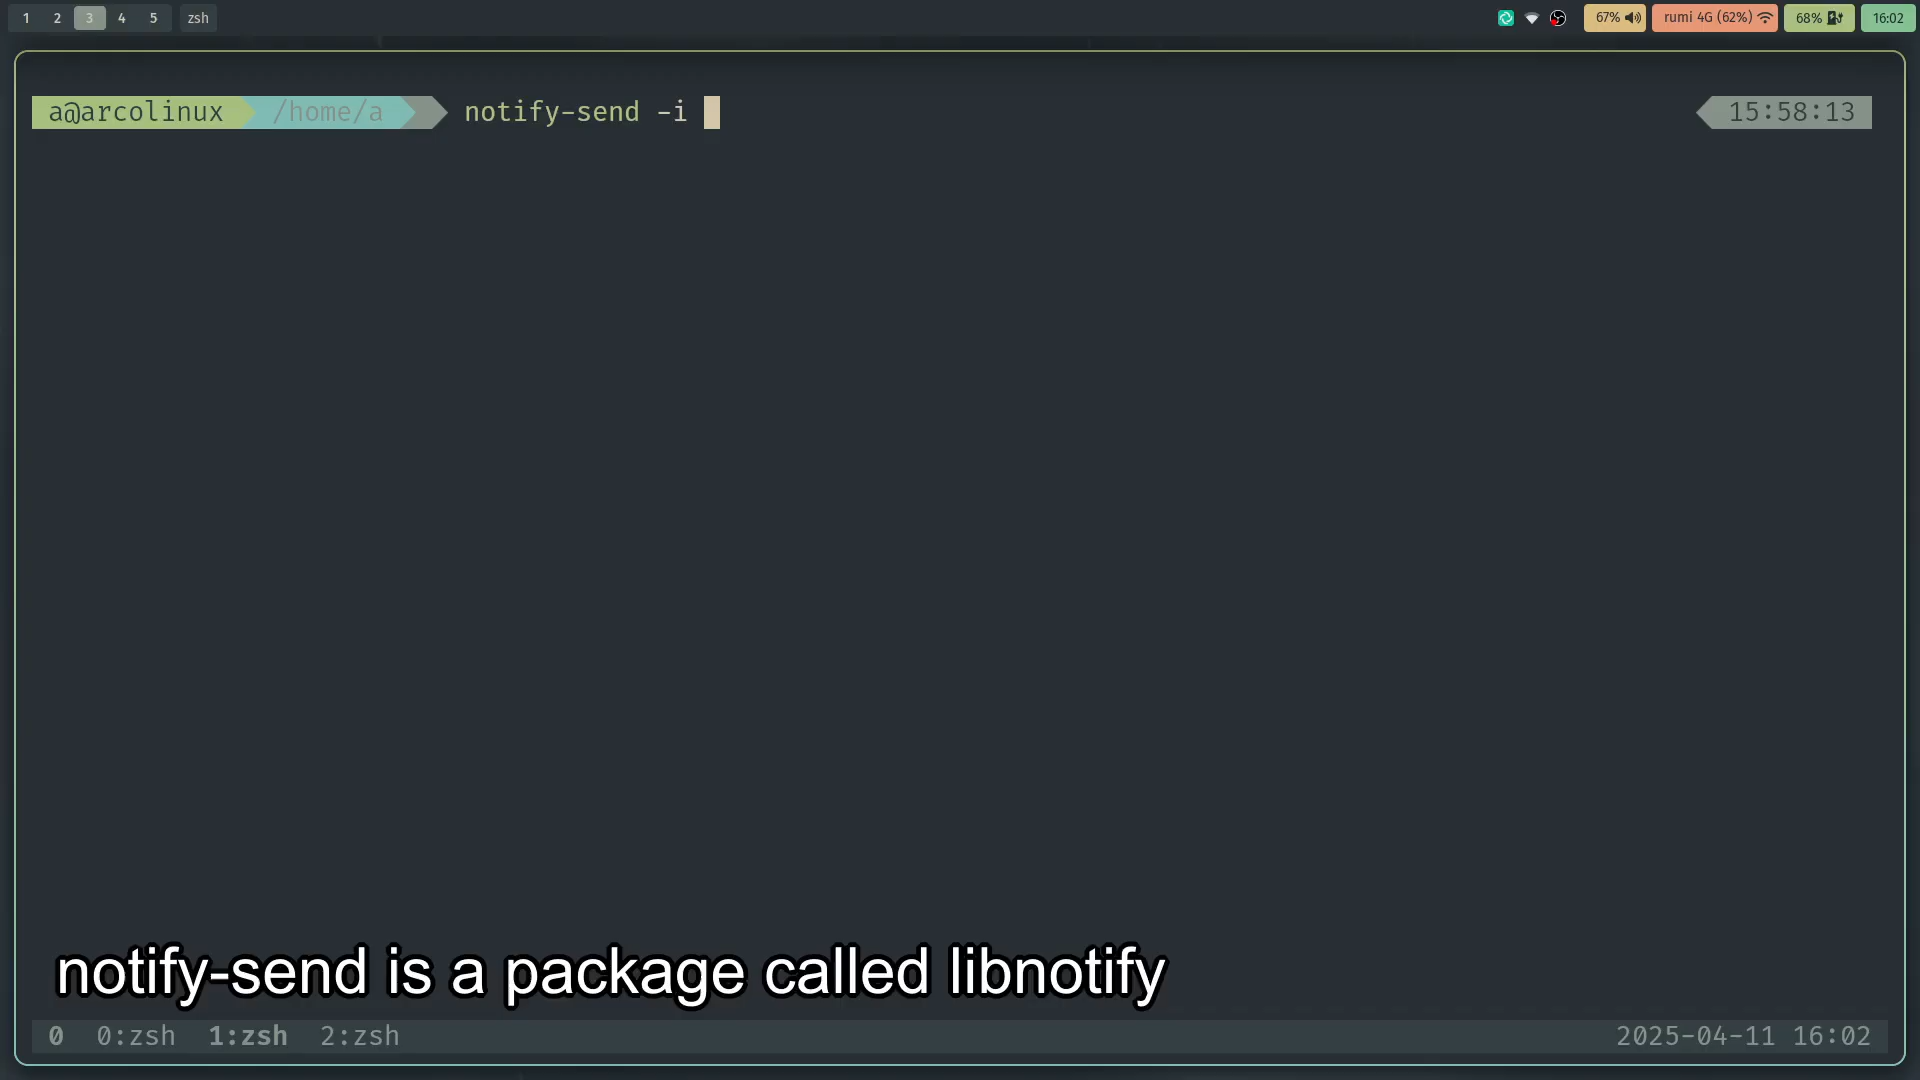 1 2 3 4 5 zsh 67% rumi 4G (62%) 68% 16:02
a@arcolinux /home/a notify-send -i 15:58:13
notify-send is a package called libnotify
0 0:zsh 1:zsh 2:zsh 2025-04-11 16:02